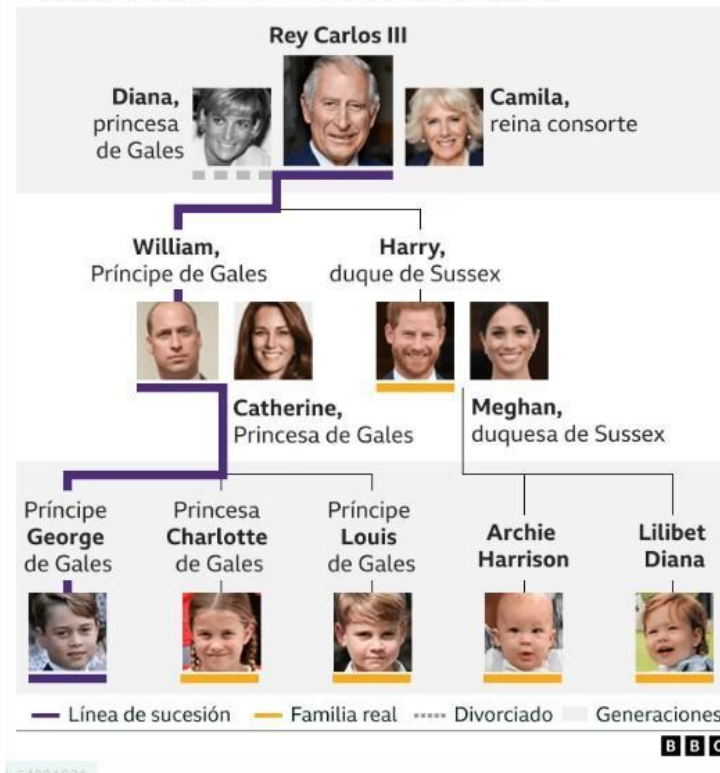 Rey Carlos III
Diana,
princesa
de Gales
Camila,
reina consorte
William,
Príncipe de Gales
Harry,
duque de Sussex
Catherine,
Princesa de Gales
Meghan,
duquesa de Sussex
Príncipe
George
de Gales
Princesa
Charlotte
de Gales
Príncipe
Louis
de Gales
Archie
Harrison
Lilibet
Diana
Línea de sucesión Familia real Divorciado Generaciones
BBC